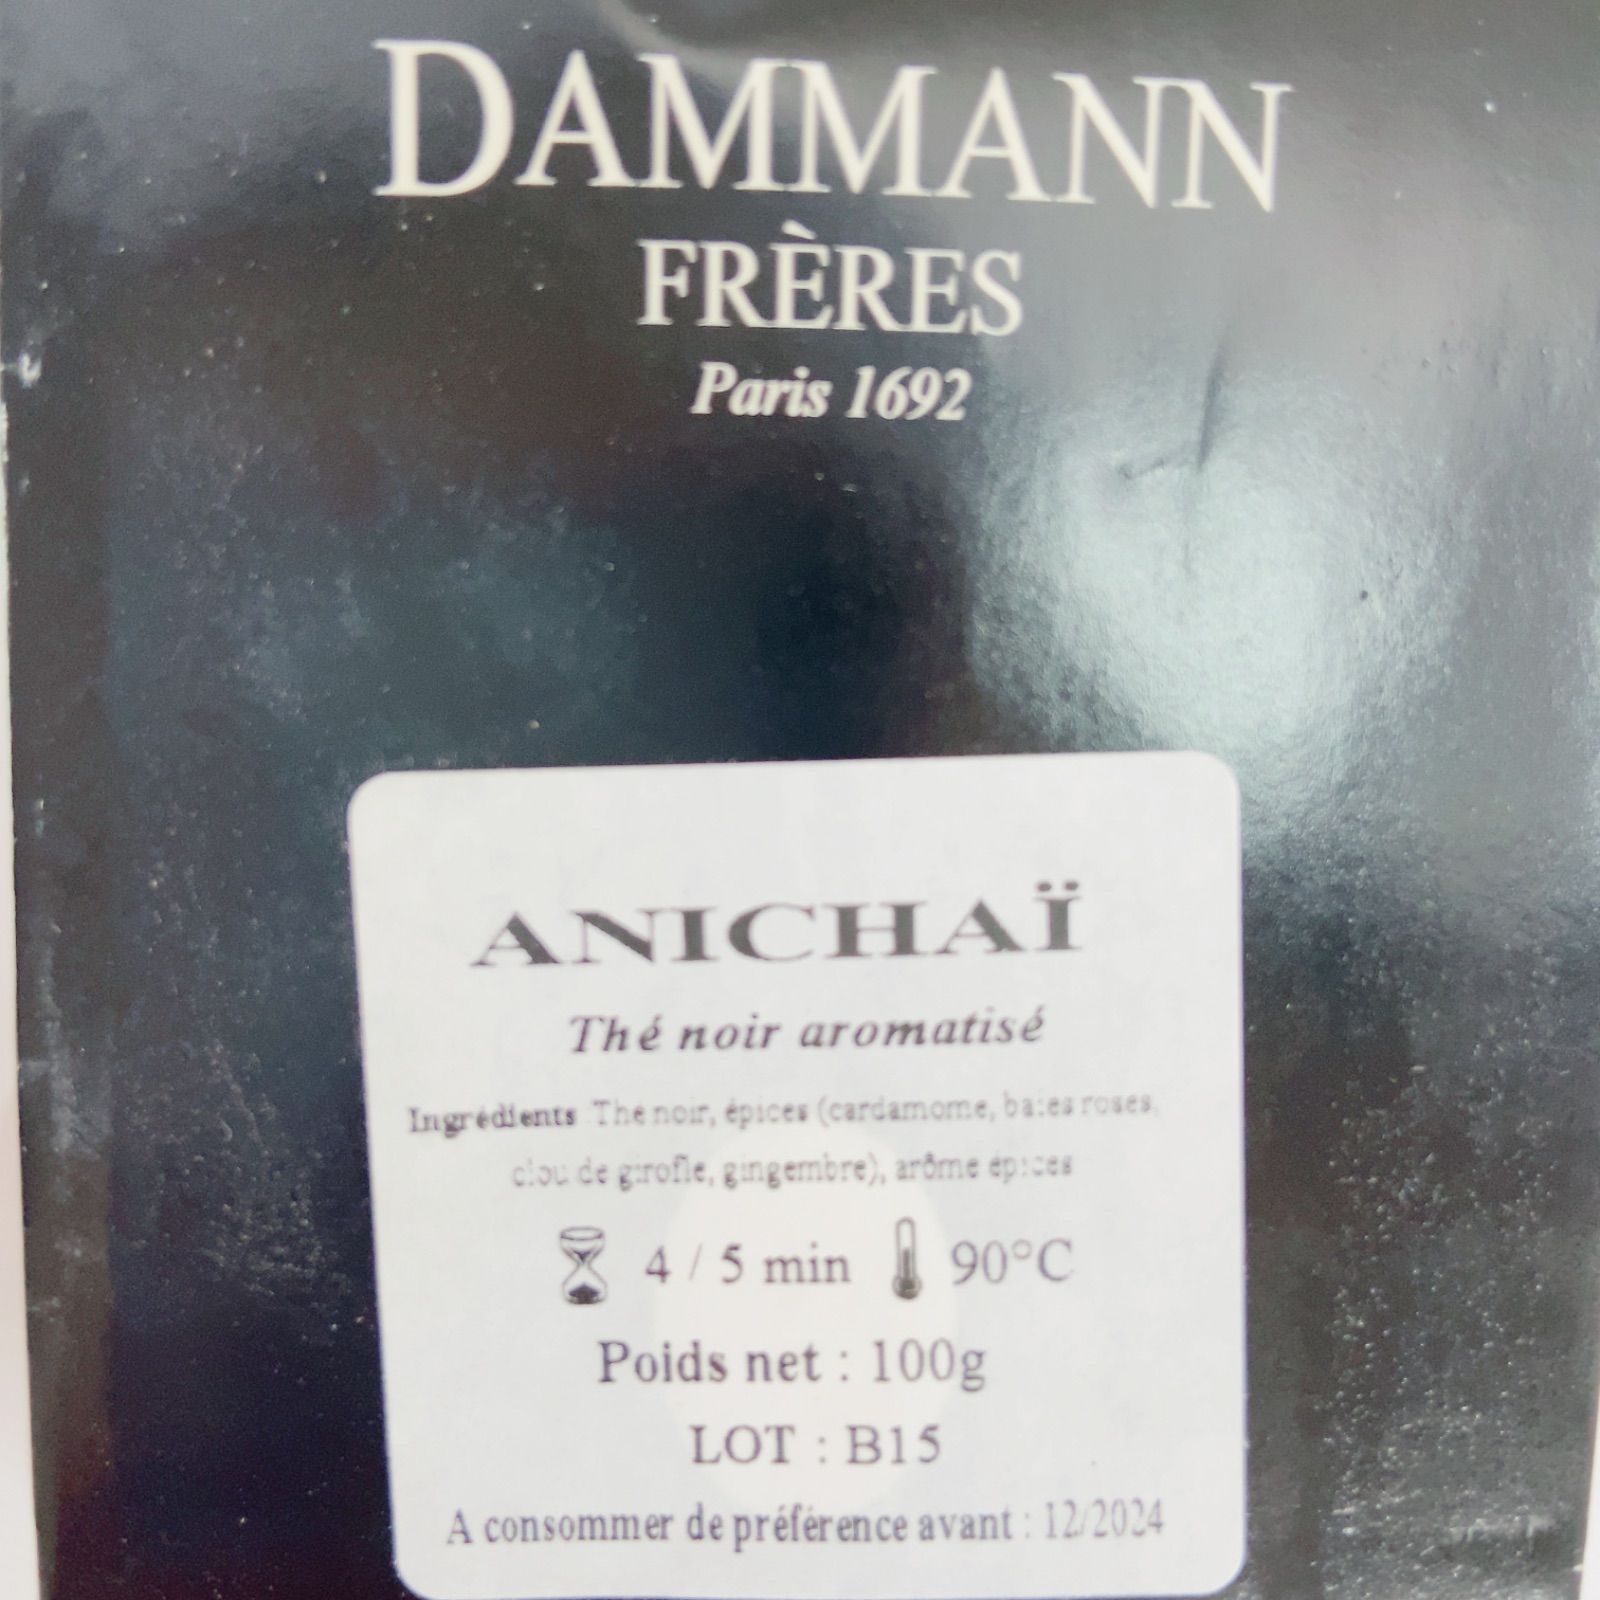 DAMMANN
FRÈRES
Paris 1692
ANICHAÏ
Thé noir aromatisé
Ingrédients Thé noir, épices (cardamome, baies roses,
clou de girofle, gingembre), arôme épices
4 / 5 min 90°C
Poids net : 100g
LOT : B15
A consommer de préférence avant : 12/2024